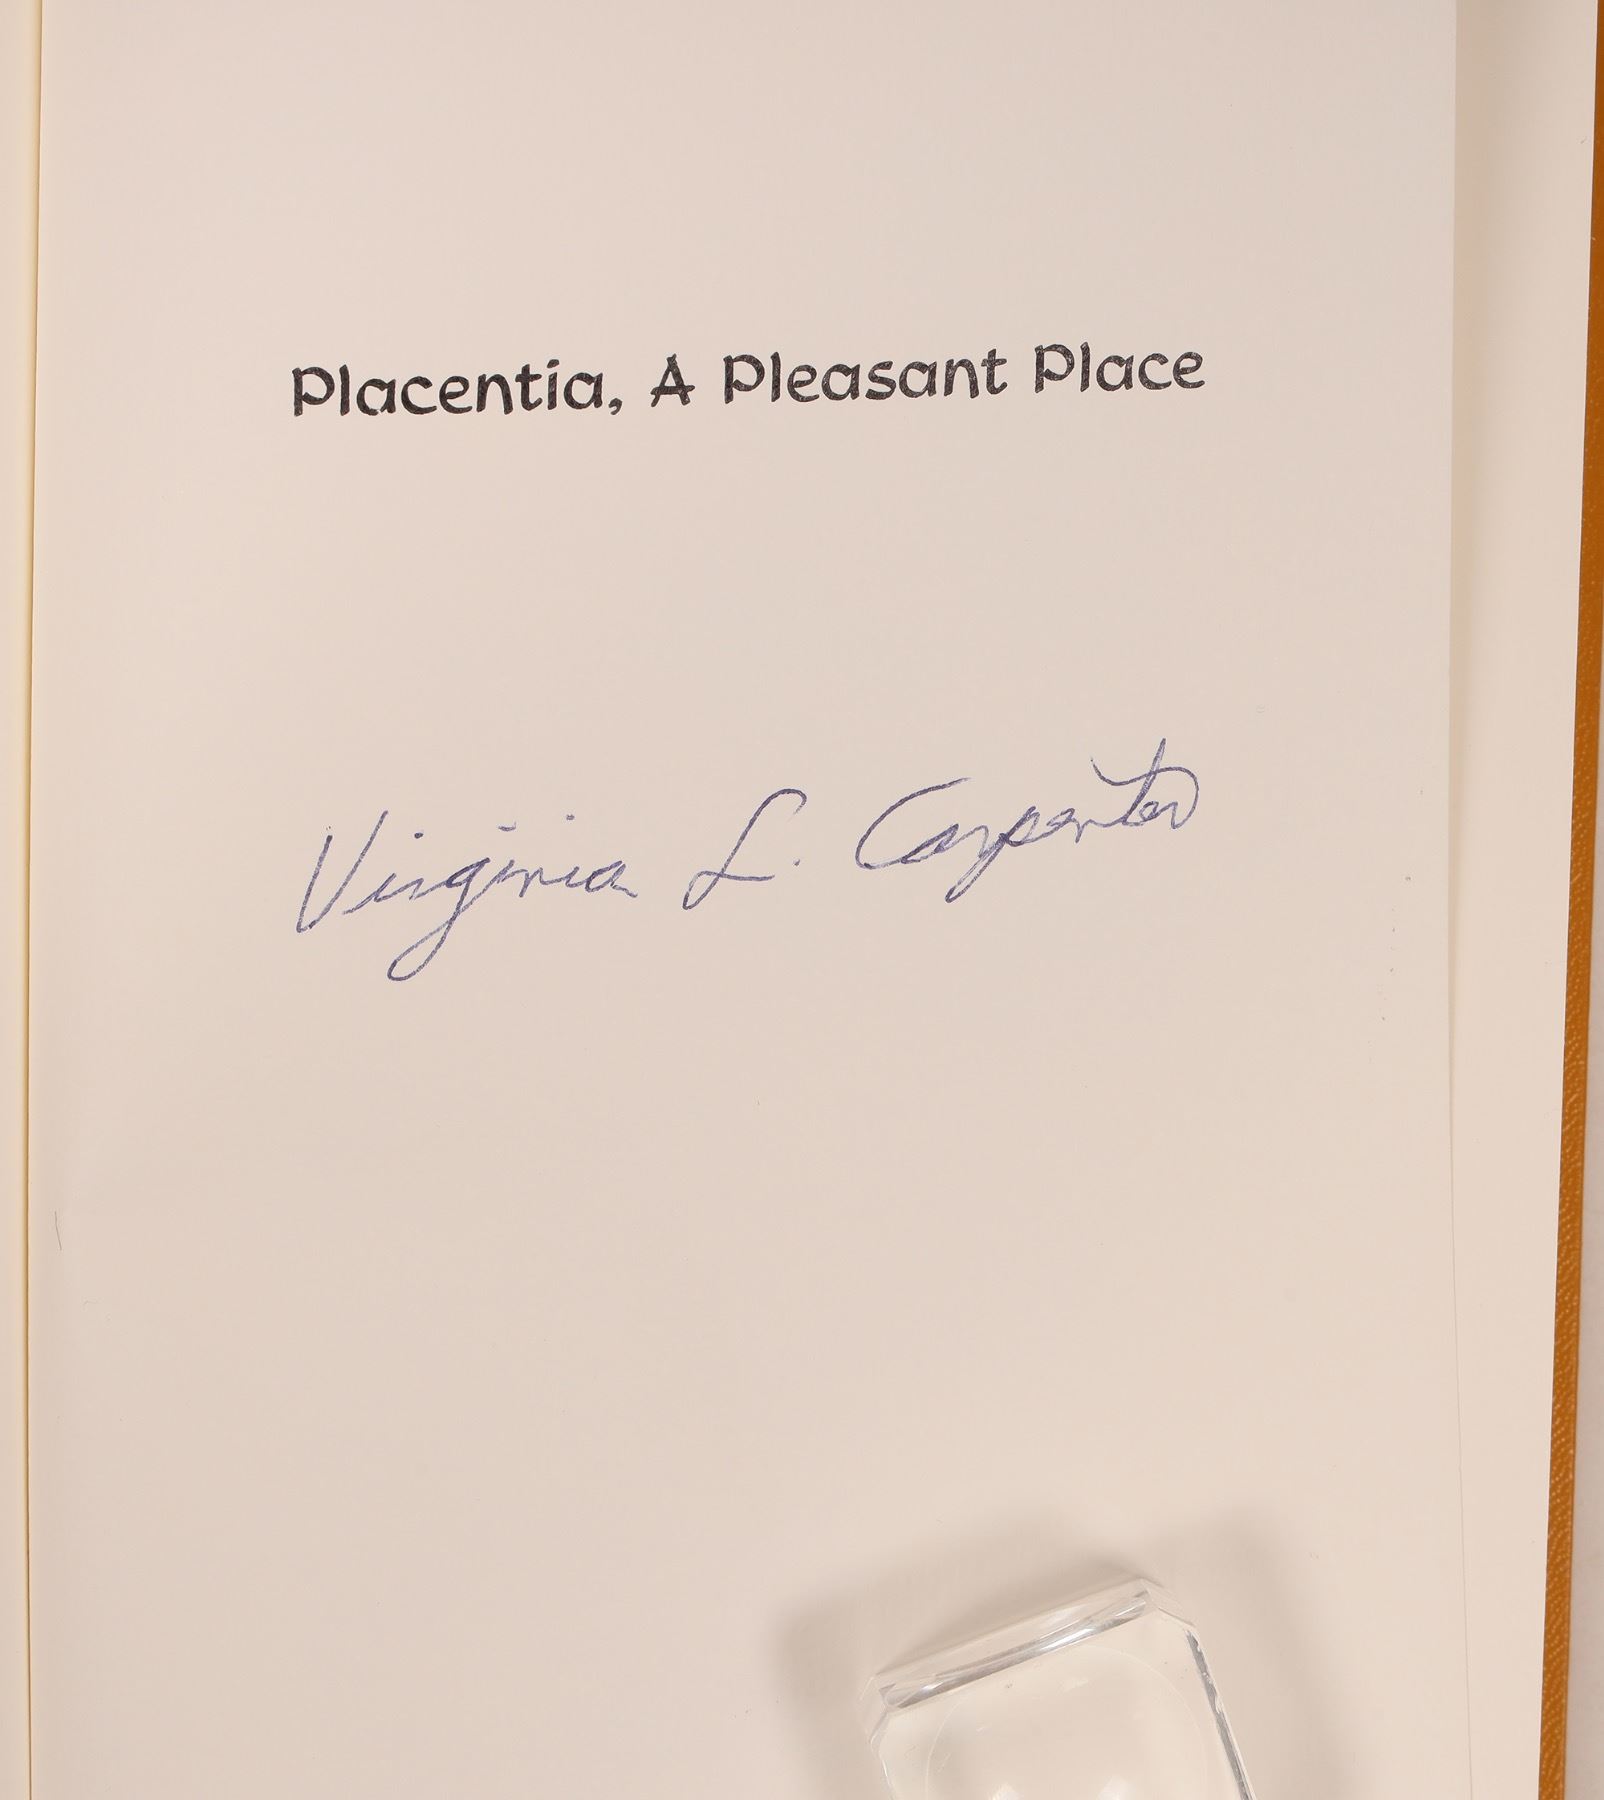 Placentia, A Pleasant Place
Virginia L. Carpenter